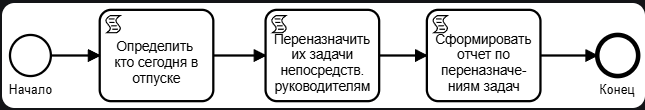 Начало
Определить
кто сегодня в
отпуске
Переназначить
их задачи
непосредств.
руководителям
Сформировать
отчет по
переназначе-
ниям задач
Конец